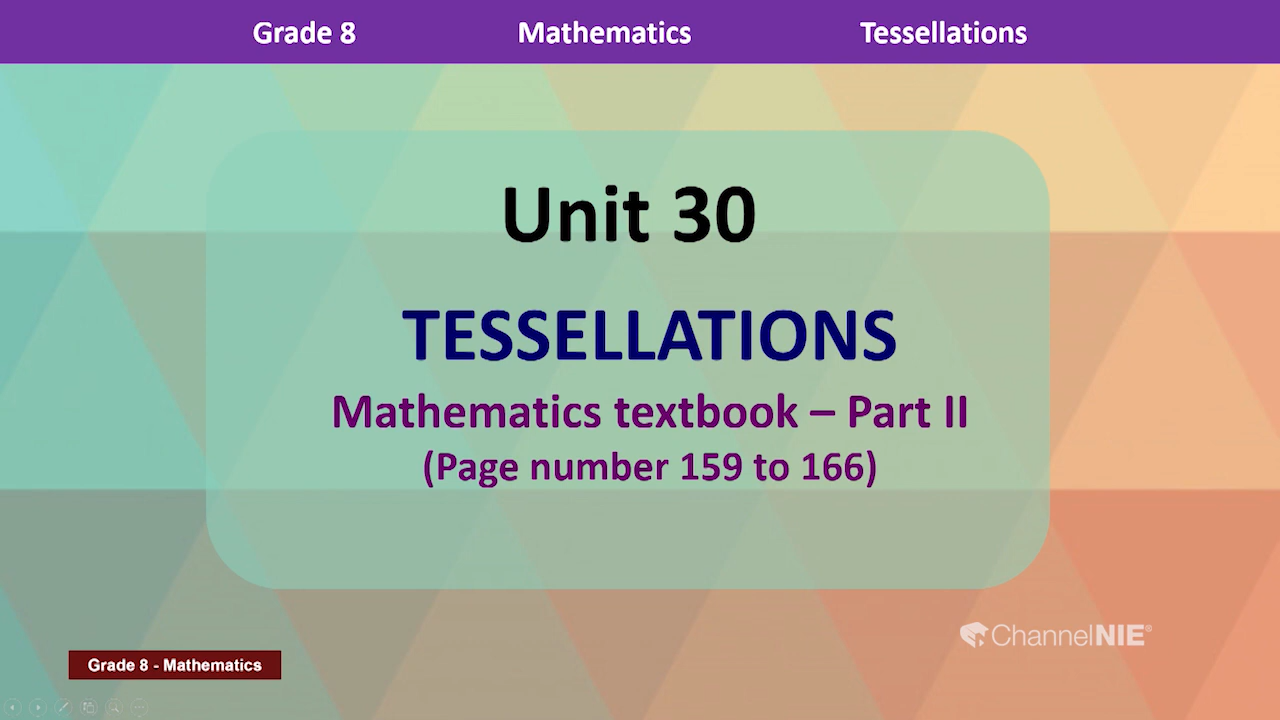 Grade 8 Mathematics Tessellations
Unit 30
TESSELLATIONS
Mathematics textbook – Part II
(Page number 159 to 166)
ChannelNIE®
Grade 8 - Mathematics